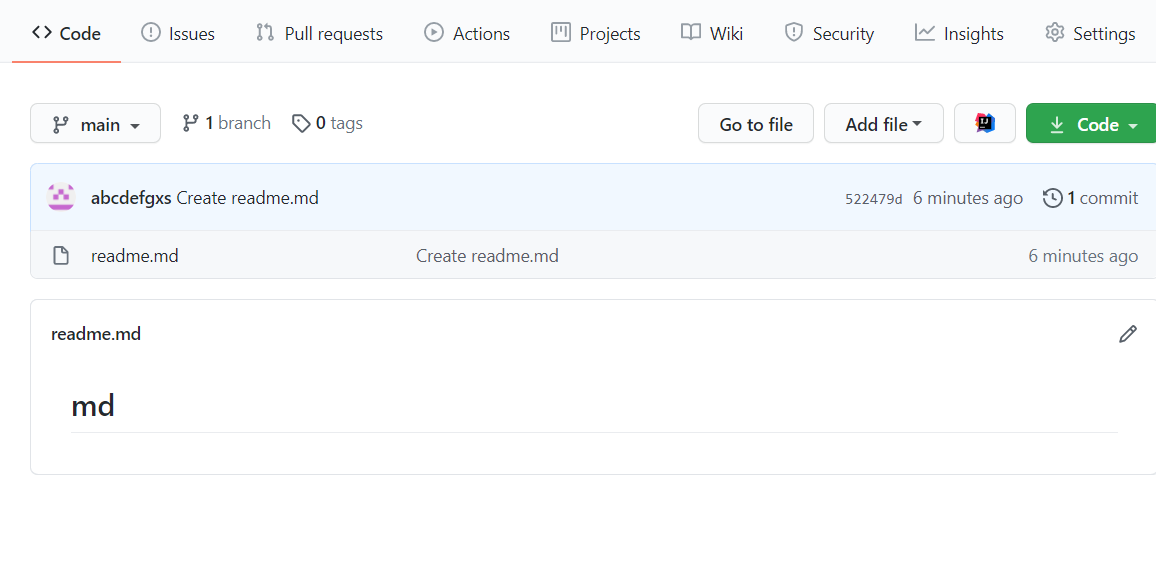 Code Issues Pull requests Actions Projects Wiki Security Insights Settings
main 1 branch 0 tags Go to file Add file IJ Code
abcdefgxs Create readme.md 522479d 6 minutes ago 1 commit
readme.md Create readme.md 6 minutes ago
readme.md
md